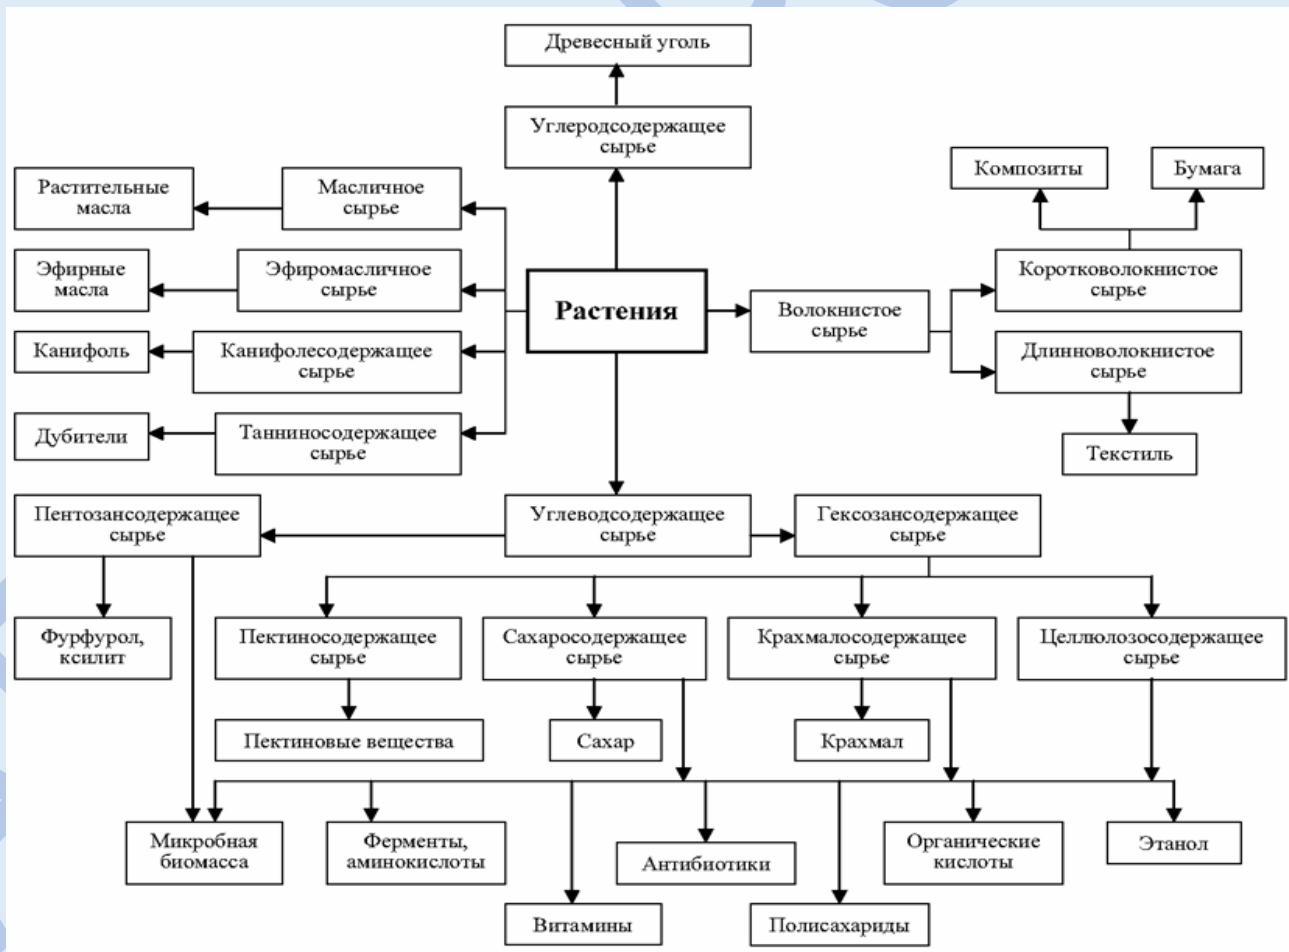 Древесный уголь
Углеродсодержащее
сырье
Композиты
Бумага
Растительные
масла
Масличное
сырье
Эфирные
масла
Эфиромасличное
сырье
Растения
Волокнистое
сырье
Коротковолокнистое
сырье
Канифоль
Канифолесодержащее
сырье
Длинноволокнистое
сырье
Дубители
Танниносодержащее
сырье
Текстиль
Пентозансодержащее
сырье
Углеводсодержащее
сырье
Гексозансодержащее
сырье
Фурфурол,
ксилит
Пектиносодержащее
сырье
Сахаросодержащее
сырье
Крахмалосодержащее
сырье
Целлюлозосодержащее
сырье
Пектиновые вещества
Сахар
Крахмал
Микробная
биомасса
Ферменты,
аминокислоты
Антибиотики
Органические
кислоты
Этанол
Витамины
Полисахариды